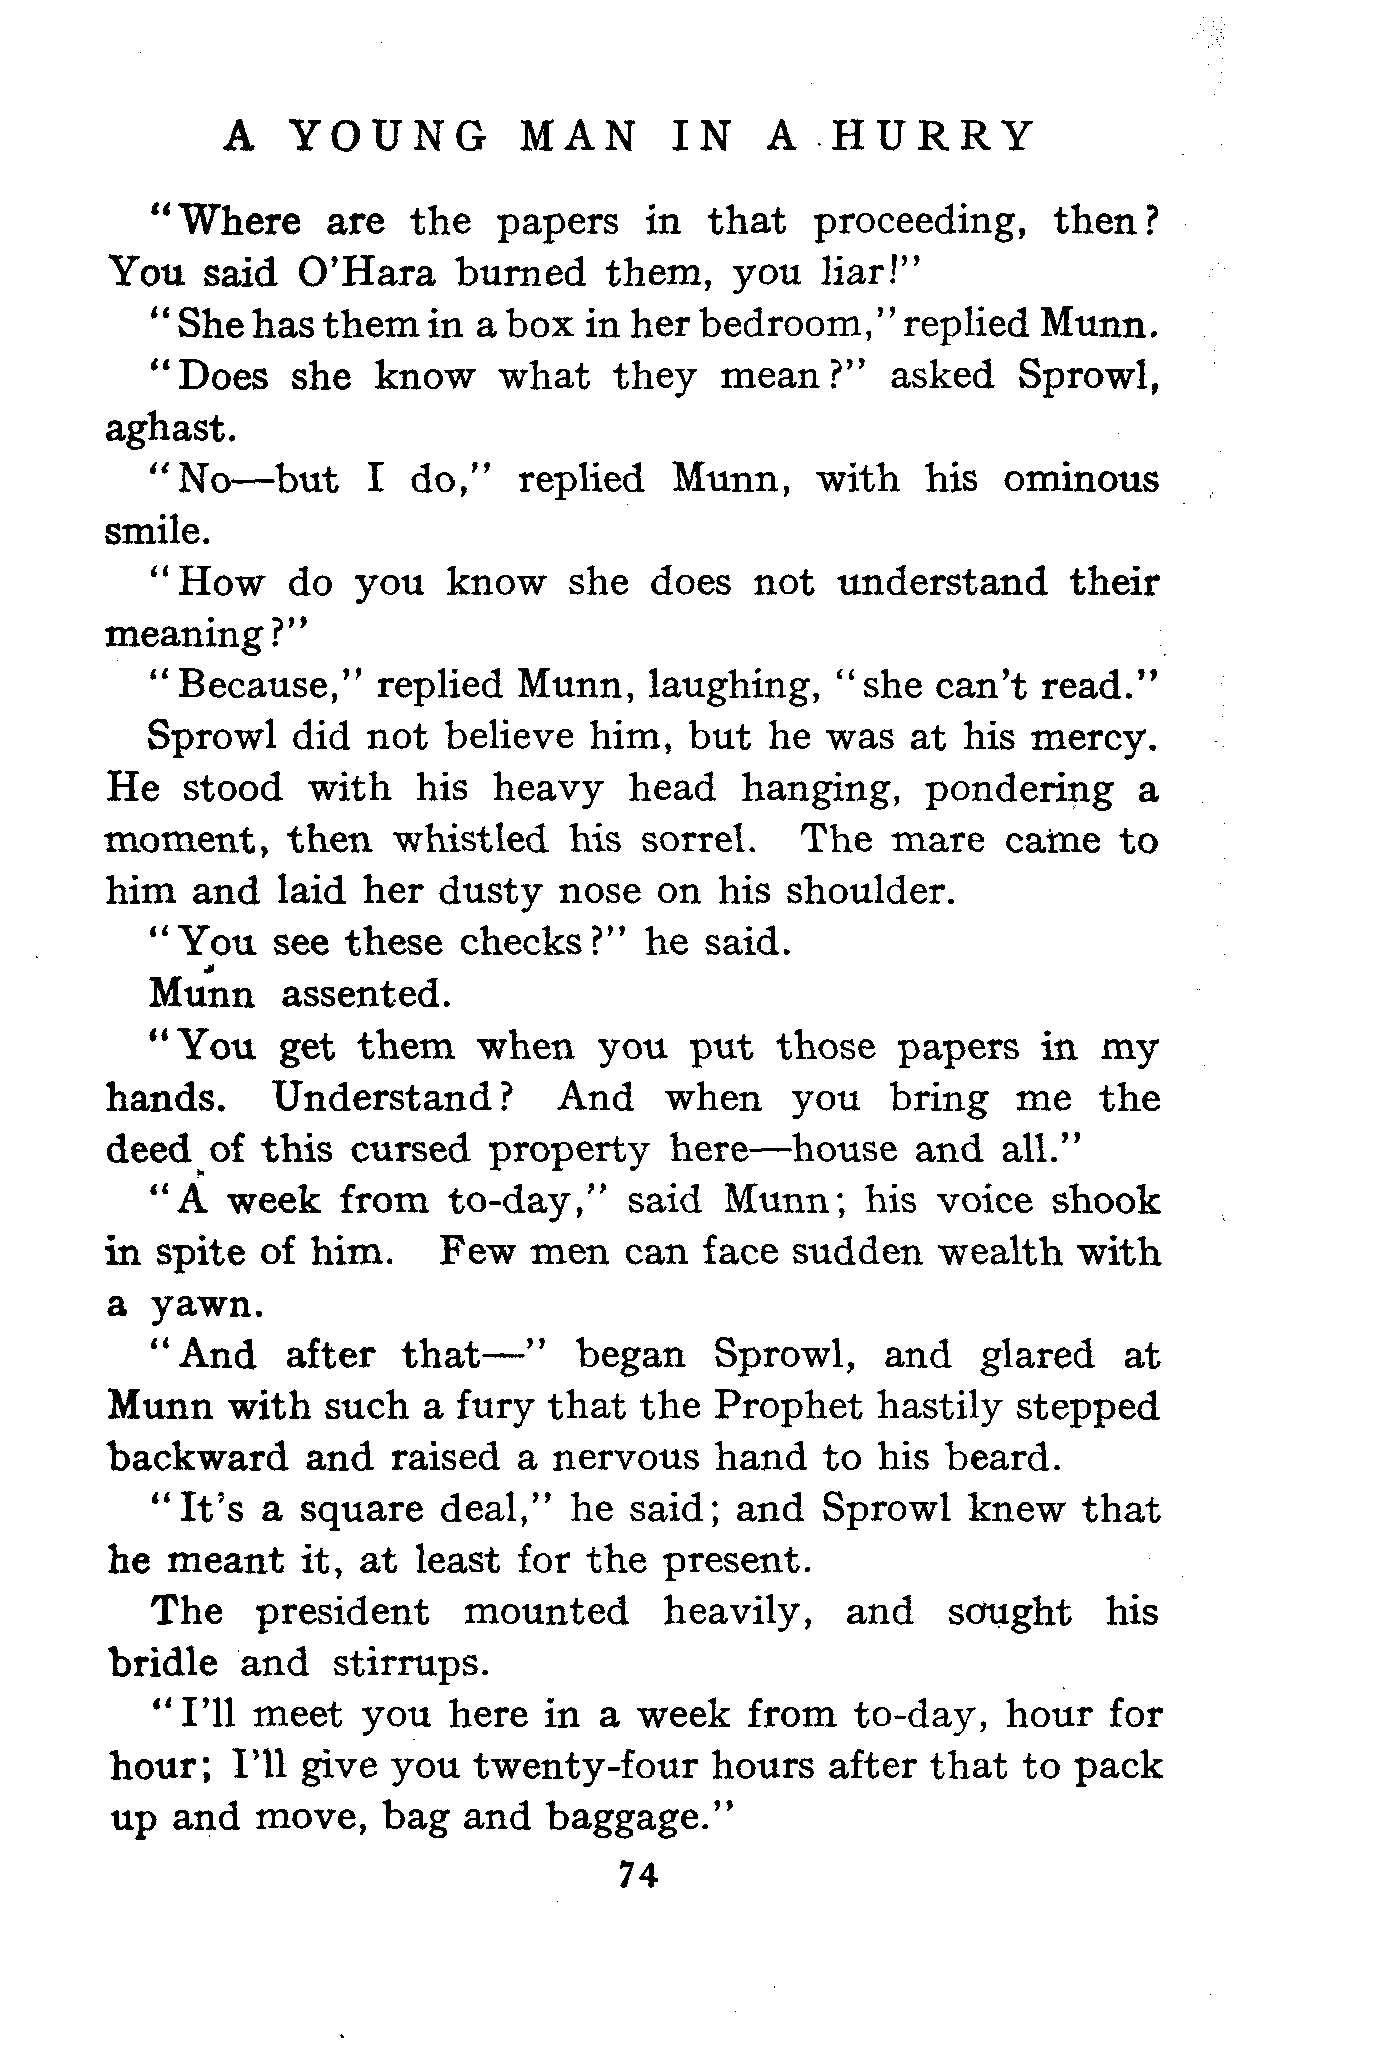 A YOUNG MAN IN A HURRY
"Where are the papers in that proceeding, then?
You said O'Hara burned them, you liar!"
"She has them in a box in her bedroom," replied Munn.
"Does she know what they mean?" asked Sprowl,
aghast.
"No—but I do," replied Munn, with his ominous
smile.
"How do you know she does not understand their
meaning?"
"Because," replied Munn, laughing, "she can't read."
Sprowl did not believe him, but he was at his mercy.
He stood with his heavy head hanging, pondering a
moment, then whistled his sorrel. The mare came to
him and laid her dusty nose on his shoulder.
"You see these checks?" he said.
Munn assented.
"You get them when you put those papers in my
hands. Understand? And when you bring me the
deed of this cursed property here—house and all."
"A week from to-day," said Munn; his voice shook
in spite of him. Few men can face sudden wealth with
a yawn.
"And after that—" began Sprowl, and glared at
Munn with such a fury that the Prophet hastily stepped
backward and raised a nervous hand to his beard.
"It's a square deal," he said; and Sprowl knew that
he meant it, at least for the present.
The president mounted heavily, and sought his
bridle and stirrups.
"I'll meet you here in a week from to-day, hour for
hour; I'll give you twenty-four hours after that to pack
up and move, bag and baggage."
74